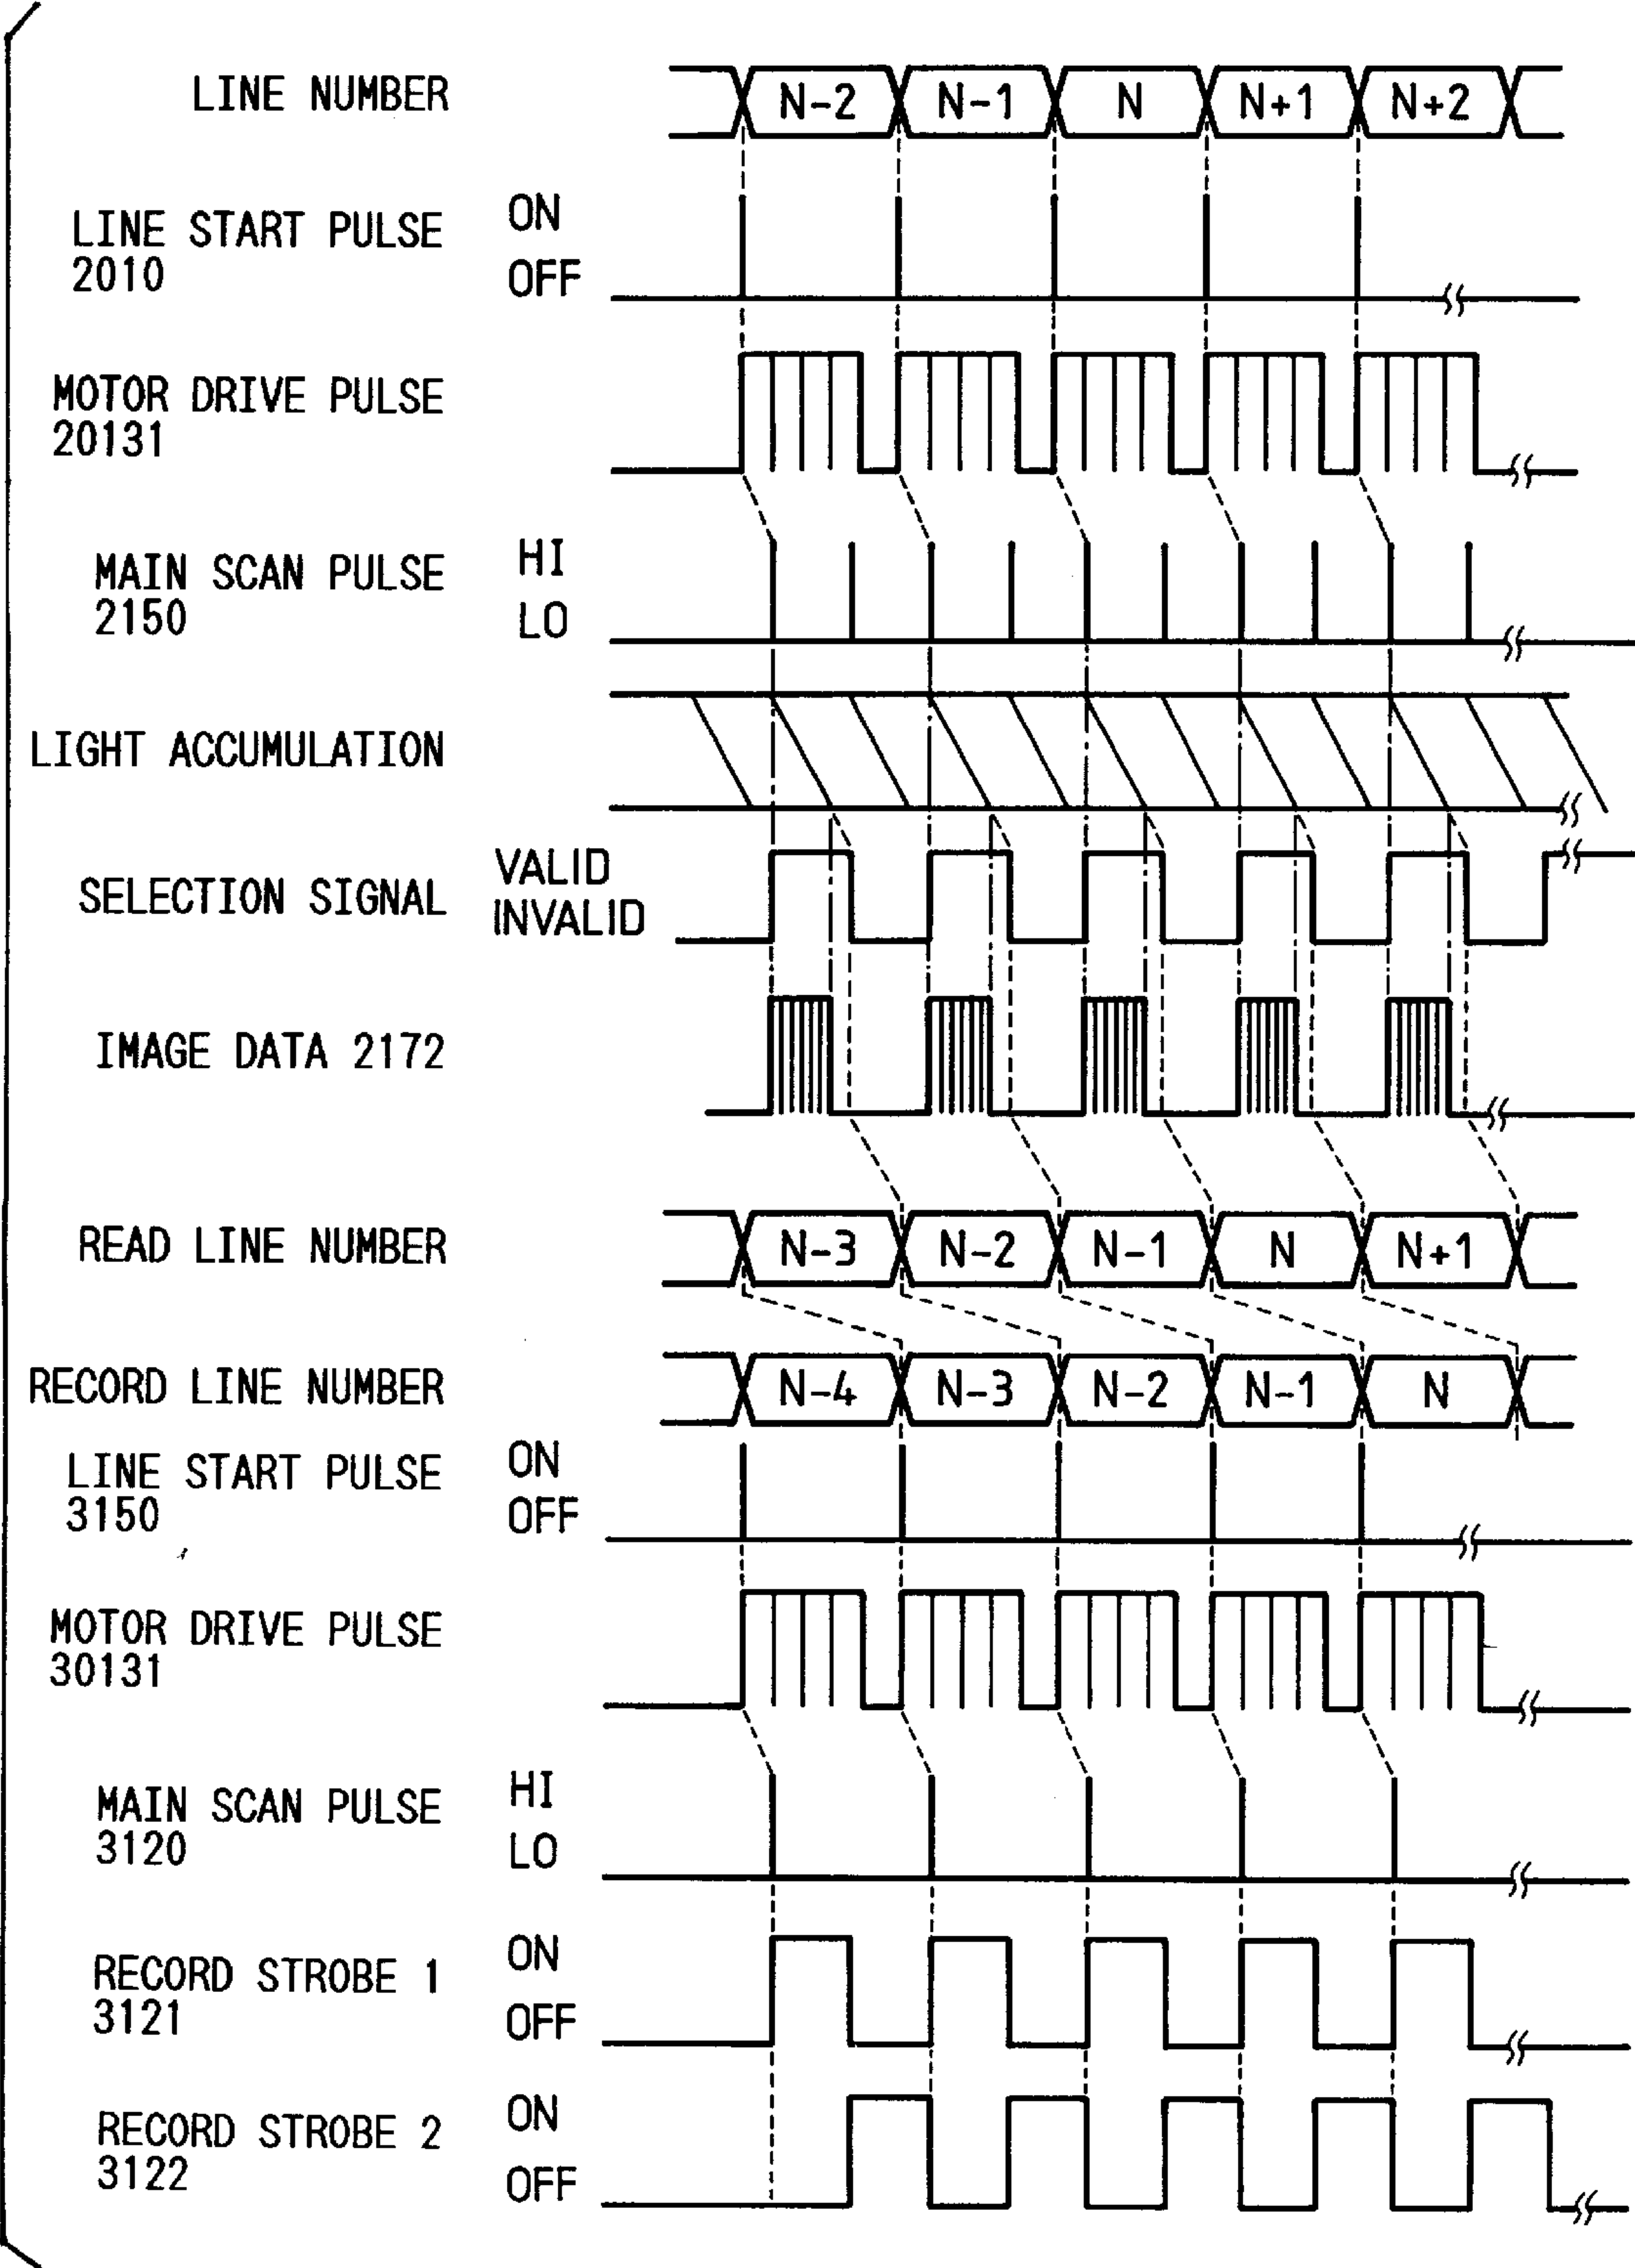 LINE NUMBER
N-2 N-1 N N+1 N+2
LINE START PULSE
2010
ON
OFF
MOTOR DRIVE PULSE
20131
MAIN SCAN PULSE
2150
HI
LO
LIGHT ACCUMULATION
SELECTION SIGNAL
VALID
INVALID
IMAGE DATA 2172
READ LINE NUMBER
N-3 N-2 N-1 N N+1
RECORD LINE NUMBER
N-4 N-3 N-2 N-1 N
LINE START PULSE
3150
ON
OFF
MOTOR DRIVE PULSE
30131
MAIN SCAN PULSE
3120
HI
LO
RECORD STROBE 1
3121
ON
OFF
RECORD STROBE 2
3122
ON
OFF